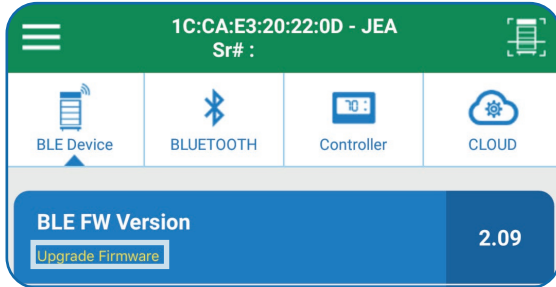 1C:CA:E3:20:22:0D - JEA
Sr# :
BLE Device
BLUETOOTH
70 :
Controller
CLOUD
BLE FW Version
Upgrade Firmware
2.09